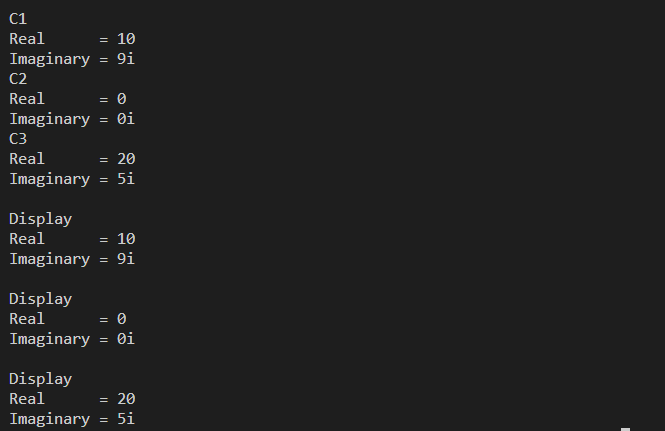 C1
Real      = 10
Imaginary = 9i
C2
Real      = 0
Imaginary = 0i
C3
Real      = 20
Imaginary = 5i

Display
Real      = 10
Imaginary = 9i

Display
Real      = 0
Imaginary = 0i

Display
Real      = 20
Imaginary = 5i